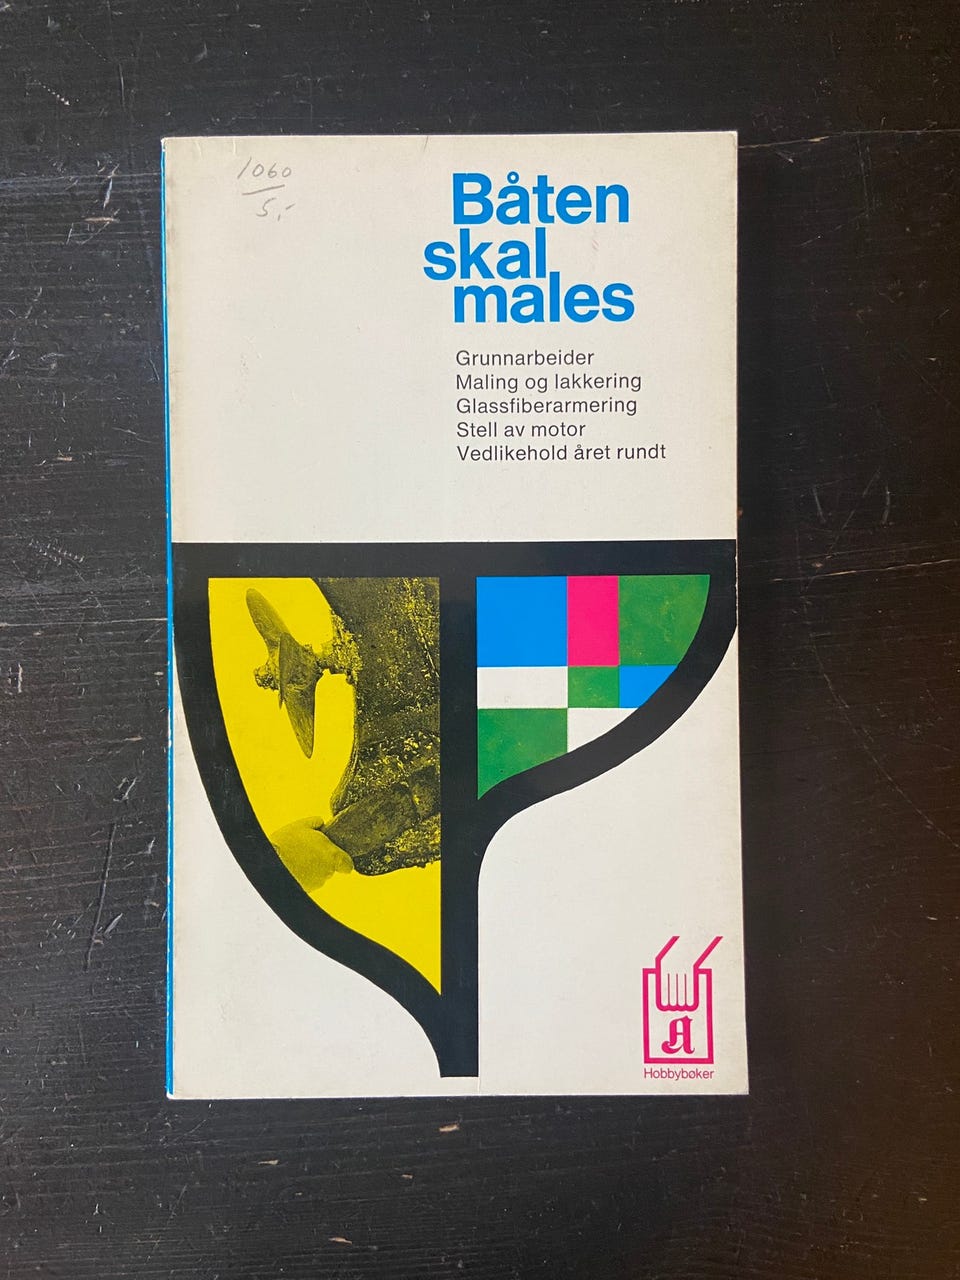 1060
5,-
Båten
skal
males
Grunnarbeider
Maling og lakkering
Glassfiberarmering
Stell av motor
Vedlikehold året rundt
A
Hobbybøker